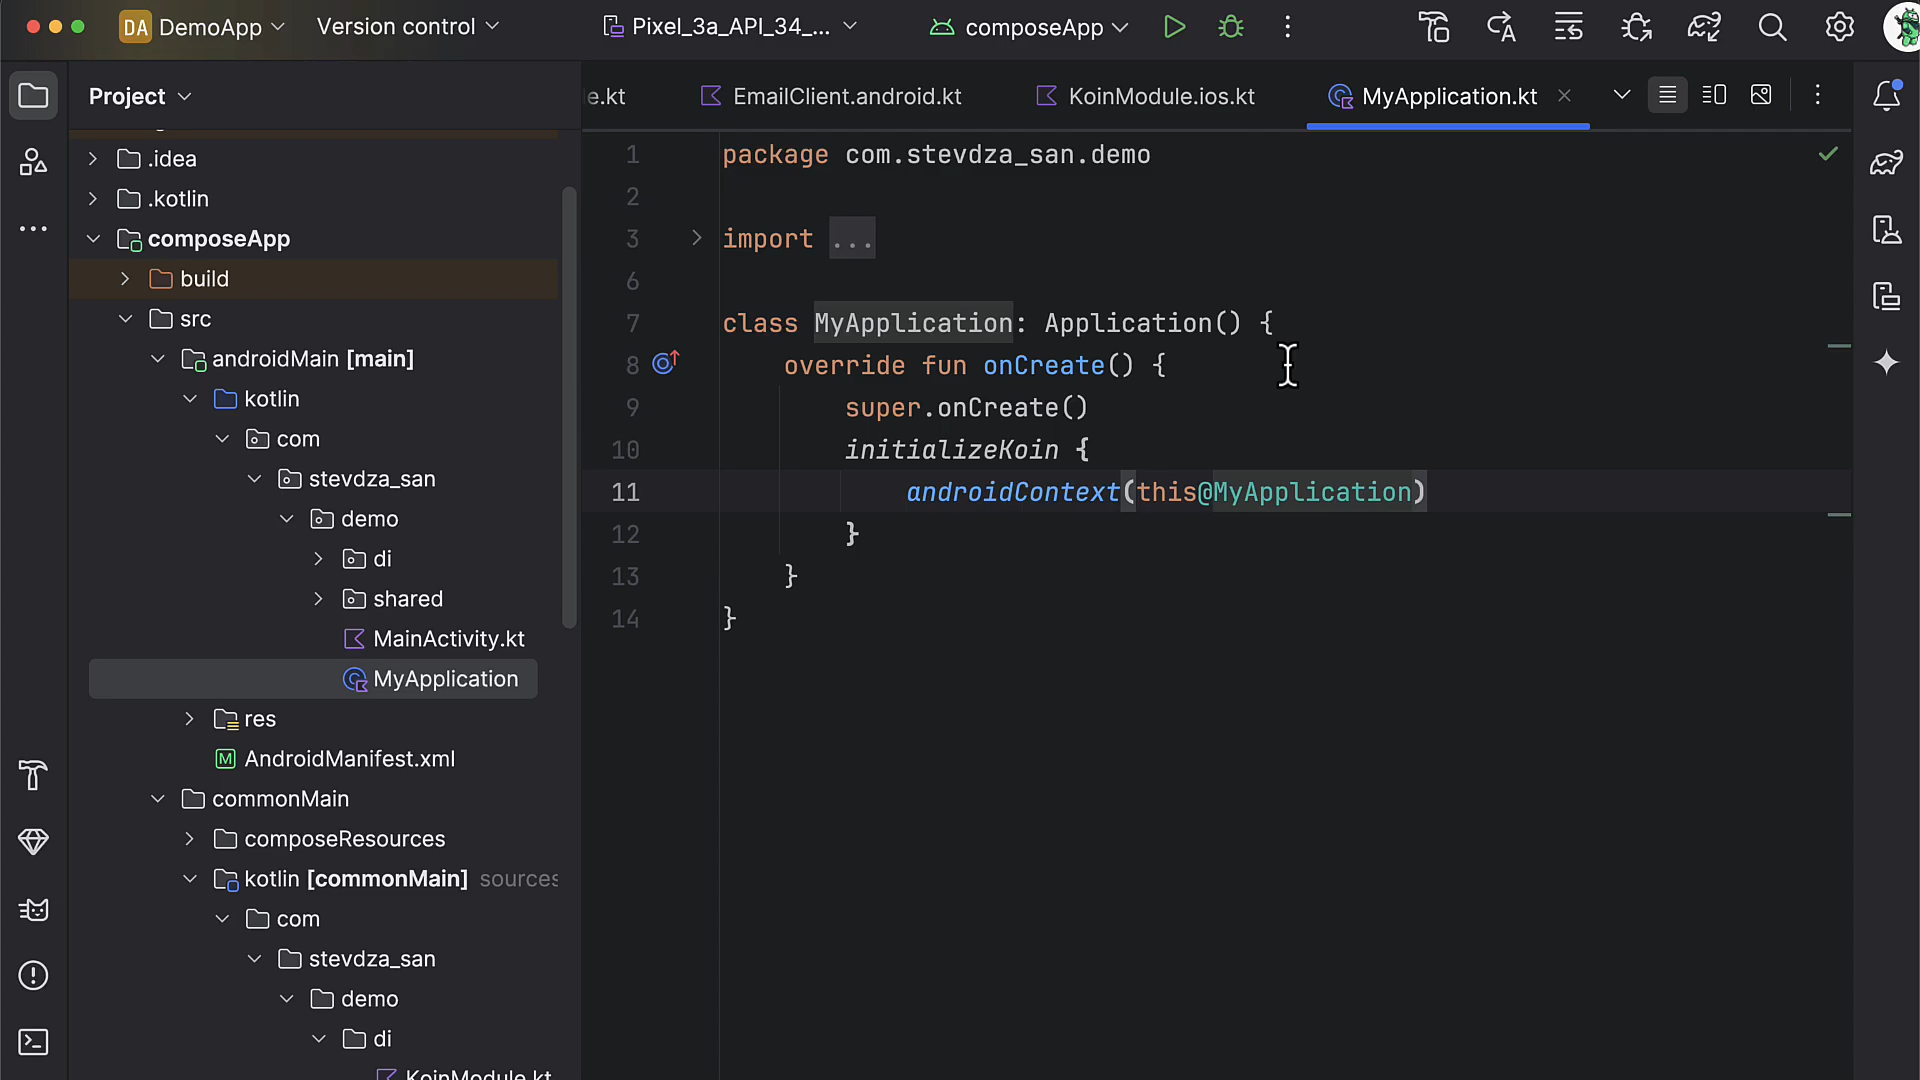 DA DemoApp Version control Pixel_3a_API_34_... composeApp
Project
e.kt EmailClient.android.kt KoinModule.ios.kt MyApplication.kt
.idea
.kotlin
composeApp
build
src
androidMain [main]
kotlin
com
stevdza_san
demo
di
shared
MainActivity.kt
MyApplication
res
M AndroidManifest.xml
commonMain
composeResources
kotlin [commonMain] sources
com
stevdza_san
demo
di
KoinModule.kt
1 package com.stevdza_san.demo
2
3 import ...
6
7 class MyApplication: Application() {
8 override fun onCreate() {
9 super.onCreate()
10 initializeKoin {
11 androidContext(this@MyApplication)
12 }
13 }
14 }